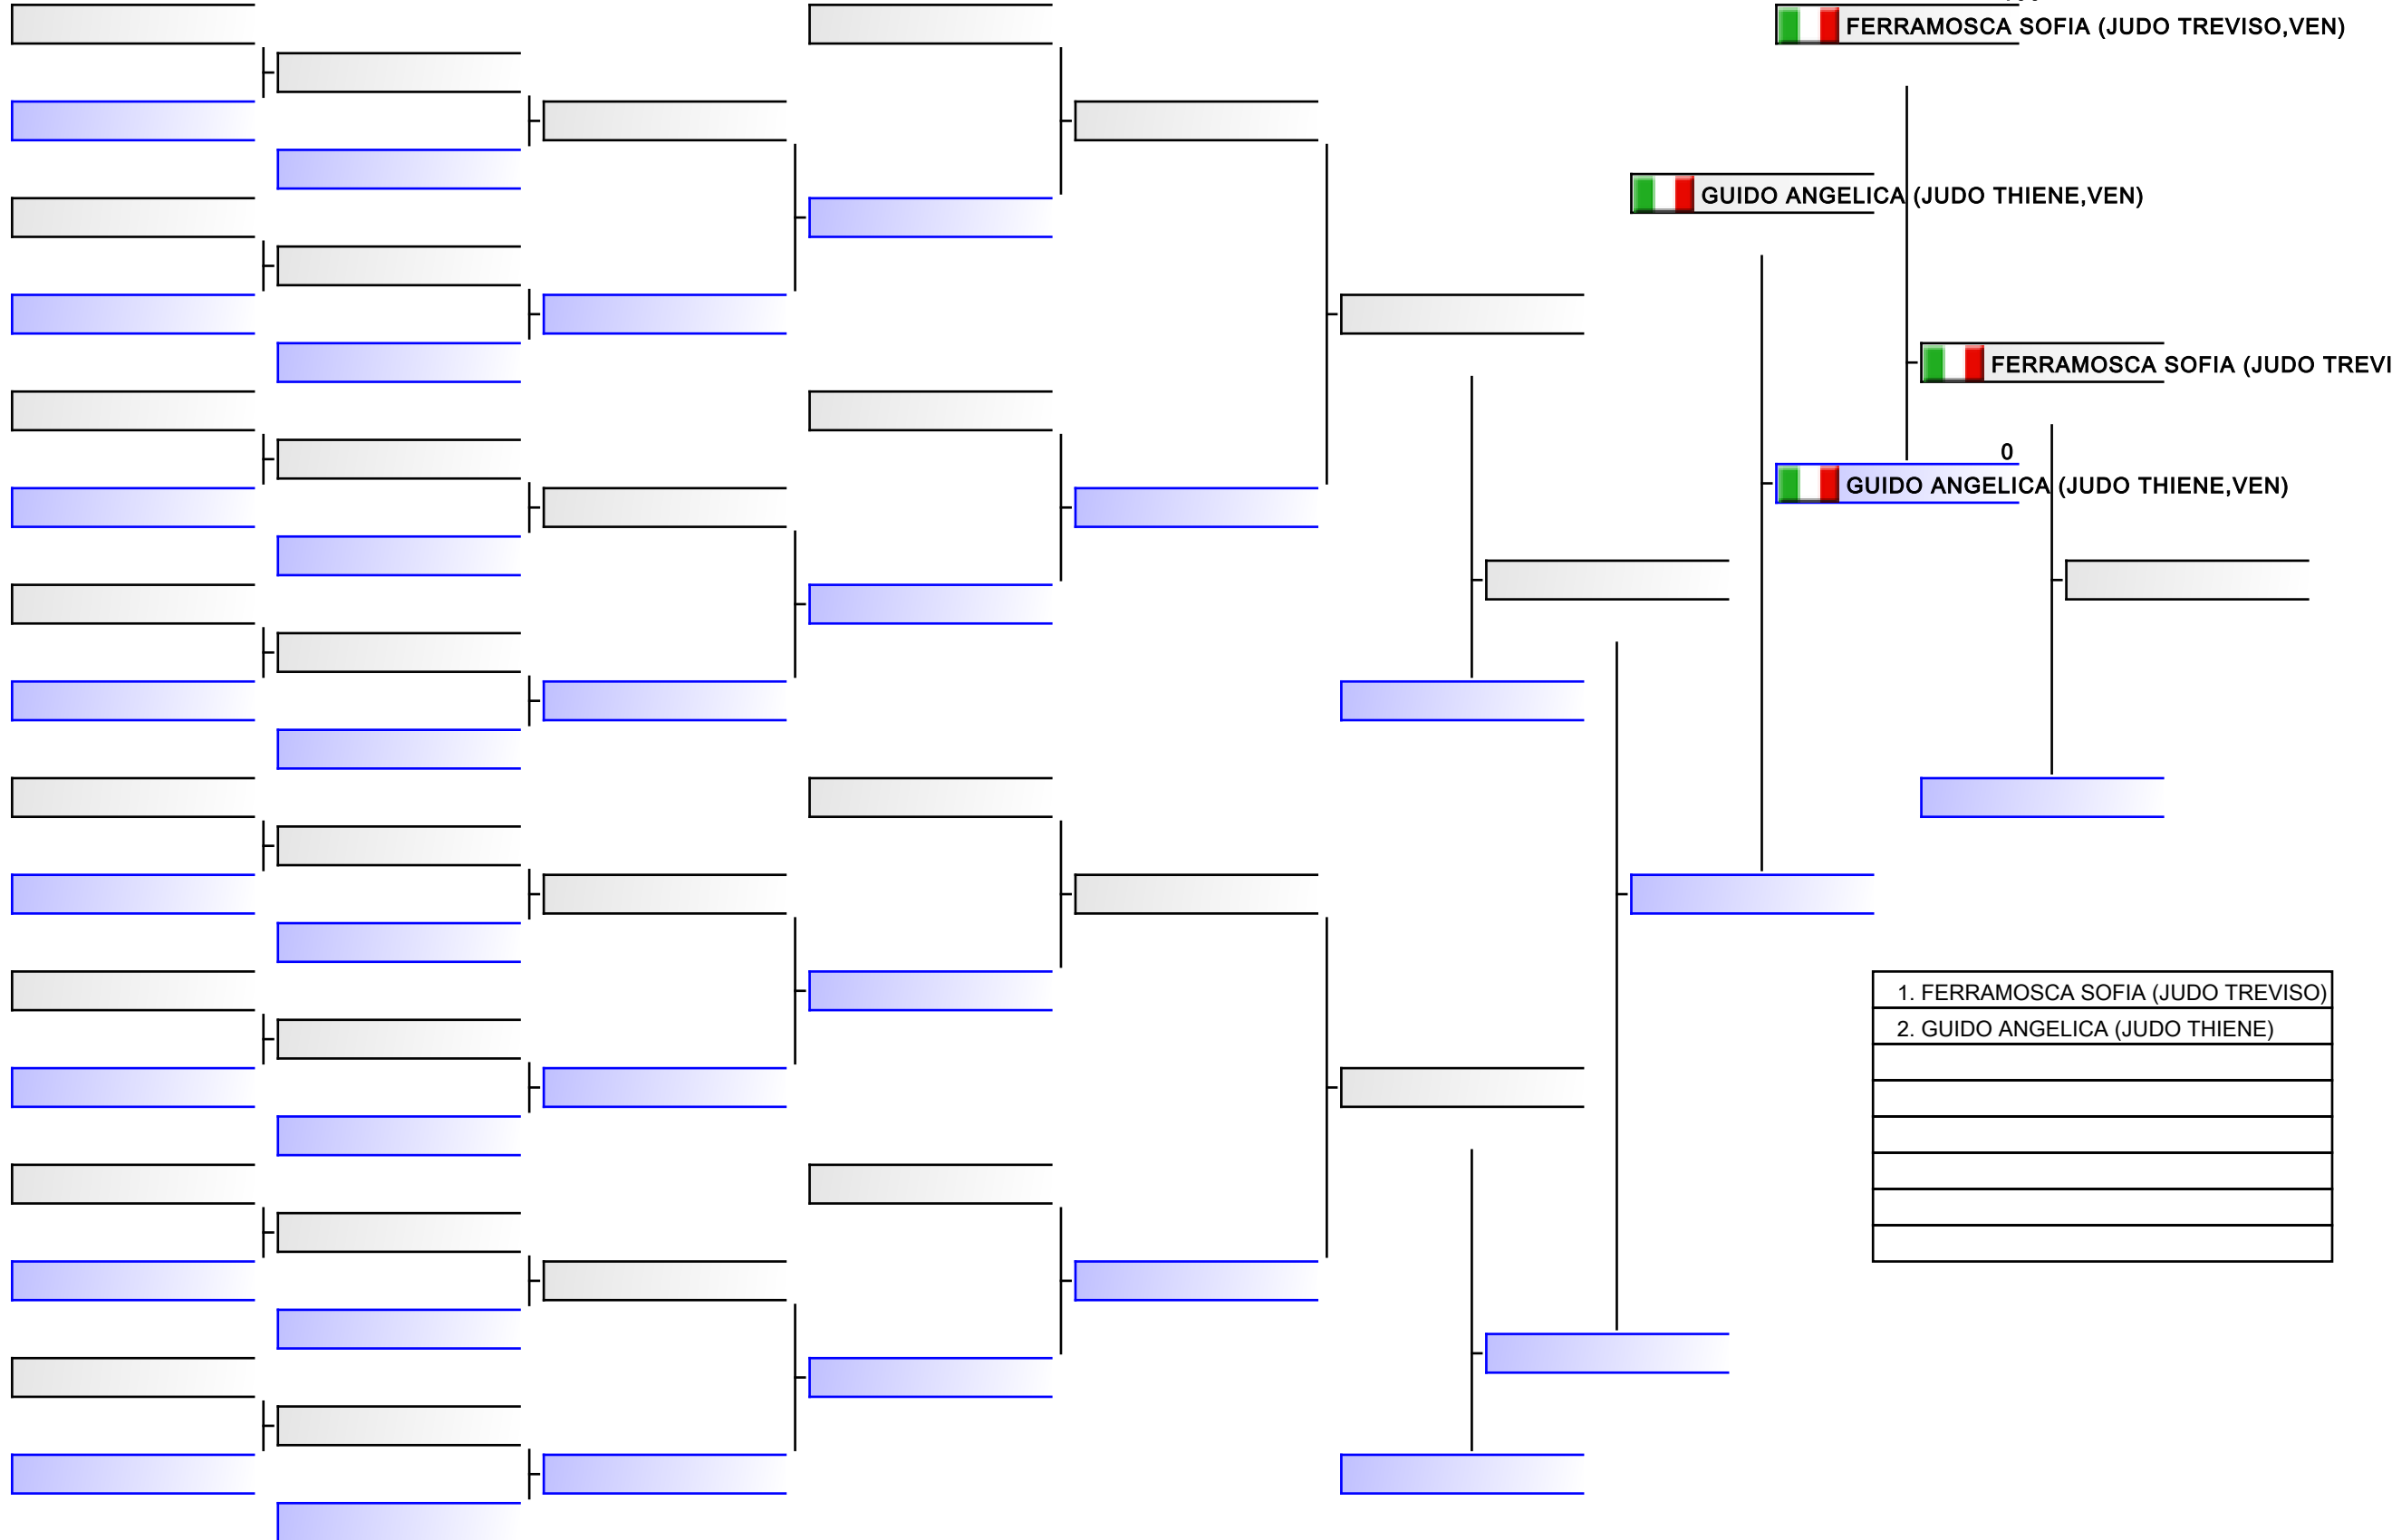 FERRAMOSCA SOFIA (JUDO TREVISO,VEN)
GUIDO ANGELICA (JUDO THIENE,VEN)
FERRAMOSCA SOFIA (JUDO TREVI
0
GUIDO ANGELICA (JUDO THIENE,VEN)
1. FERRAMOSCA SOFIA (JUDO TREVISO)
2. GUIDO ANGELICA (JUDO THIENE)